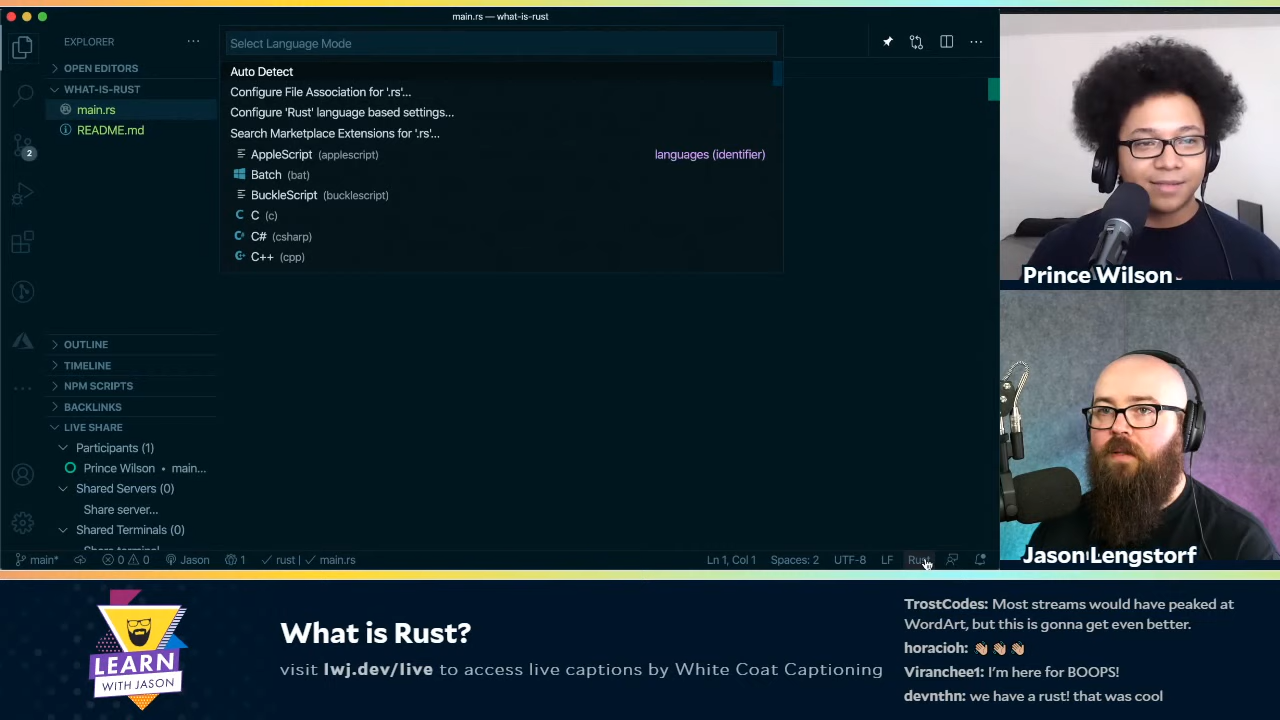 main.rs — what-is-rust
EXPLORER
OPEN EDITORS
WHAT-IS-RUST
main.rs
README.md
2
OUTLINE
TIMELINE
NPM SCRIPTS
BACKLINKS
LIVE SHARE
Participants (1)
Prince Wilson • main...
Shared Servers (0)
Share server...
Shared Terminals (0)
Share terminal
Select Language Mode
Auto Detect
Configure File Association for '.rs'...
Configure 'Rust' language based settings...
Search Marketplace Extensions for '.rs'...
AppleScript (applescript) languages (identifier)
Batch (bat)
BuckleScript (bucklescript)
C (c)
C# (csharp)
C++ (cpp)
main* 0 0 Jason 1 rust | main.rs Ln 1, Col 1 Spaces: 2 UTF-8 LF Rust
Prince Wilson
Jason Lengstorf
LEARN
WITH JASON
What is Rust?
visit lwj.dev/live to access live captions by White Coat Captioning
TrostCodes: Most streams would have peaked at
WordArt, but this is gonna get even better.
horacioh: 👏🏼 👏🏼 👏🏼
Viranchee1: I'm here for BOOPS!
devnthn: we have a rust! that was cool